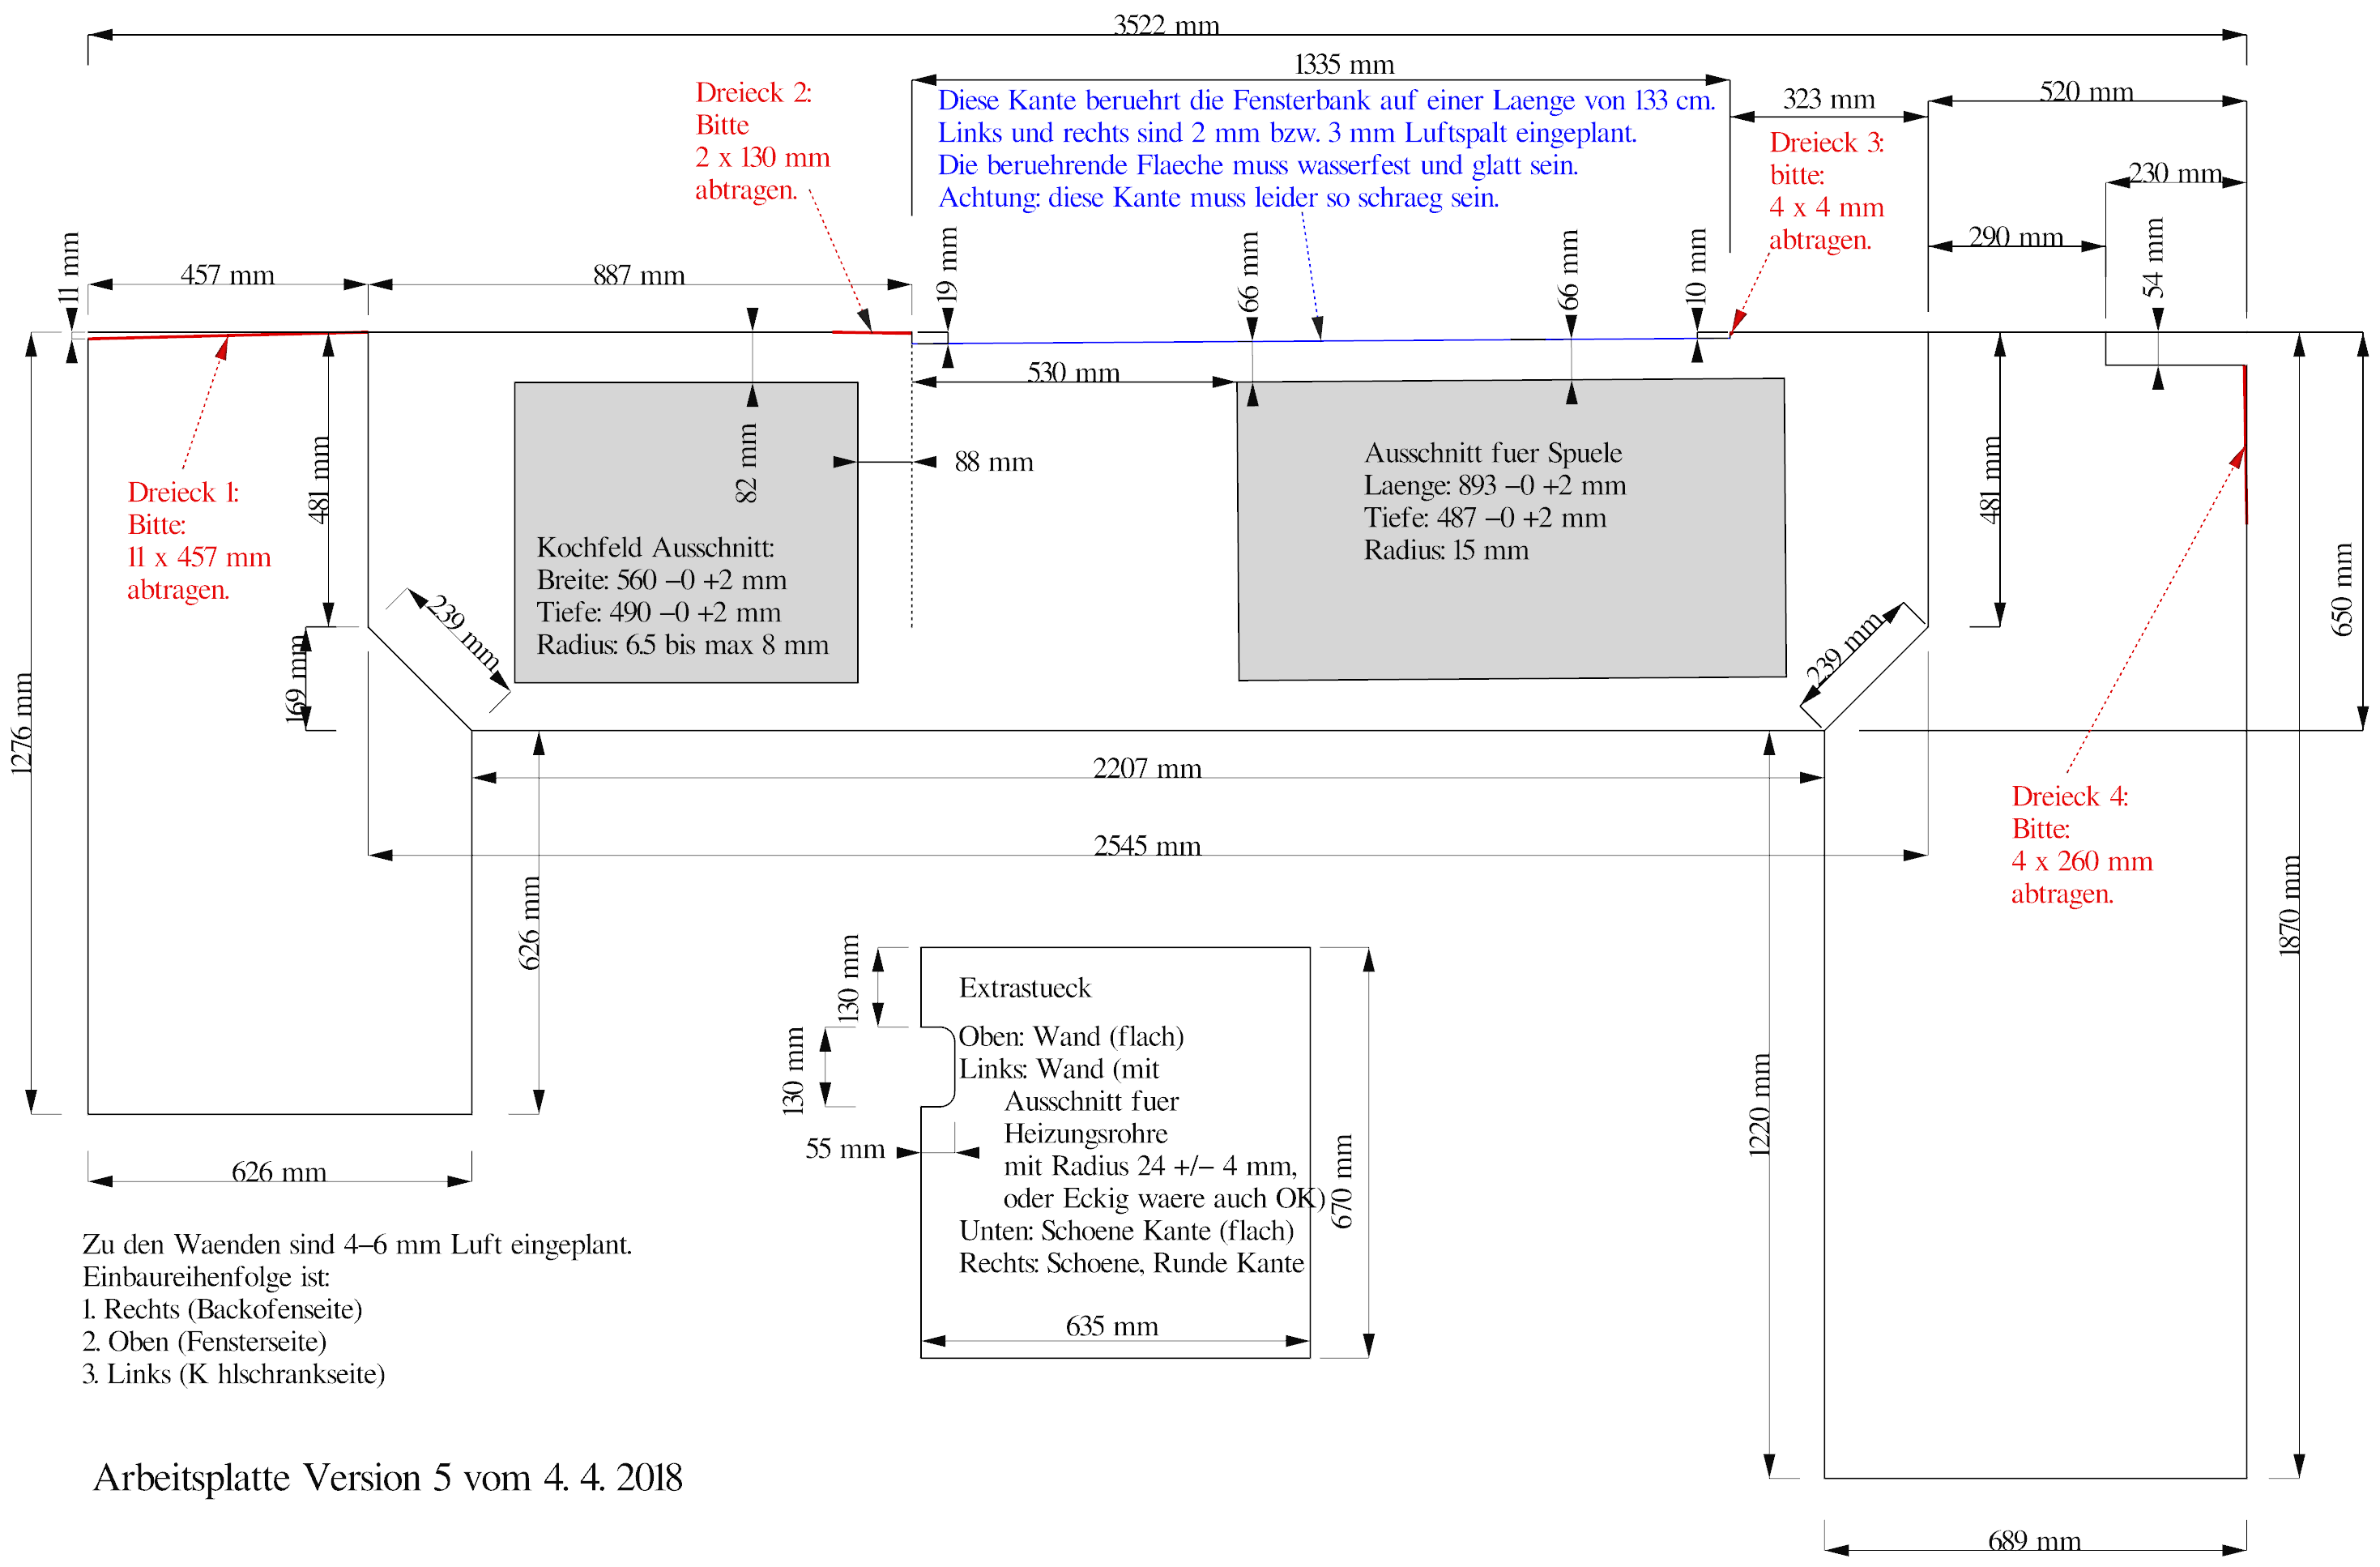 3522 mm
1335 mm
Dreieck 2:
Bitte
2 x 130 mm
abtragen.
Diese Kante beruehrt die Fensterbank auf einer Laenge von 133 cm.
Links und rechts sind 2 mm bzw. 3 mm Luftspalt eingeplant.
Die beruehrende Flaeche muss wasserfest und glatt sein.
Achtung: diese Kante muss leider so schraeg sein.
323 mm
520 mm
Dreieck 3:
bitte:
4 x 4 mm
abtragen.
230 mm
290 mm
54 mm
11 mm
457 mm
887 mm
19 mm
66 mm
66 mm
10 mm
530 mm
82 mm
88 mm
481 mm
Dreieck 1:
Bitte:
11 x 457 mm
abtragen.
Kochfeld Ausschnitt:
Breite: 560 –0 +2 mm
Tiefe: 490 –0 +2 mm
Radius: 6.5 bis max 8 mm
Ausschnitt fuer Spuele
Laenge: 893 –0 +2 mm
Tiefe: 487 –0 +2 mm
Radius: 15 mm
481 mm
650 mm
239 mm
239 mm
169 mm
1276 mm
2207 mm
2545 mm
626 mm
Dreieck 4:
Bitte:
4 x 260 mm
abtragen.
1870 mm
1220 mm
130 mm
130 mm
55 mm
Extrastueck
Oben: Wand (flach)
Links: Wand (mit
Ausschnitt fuer
Heizungsrohre
mit Radius 24 +/– 4 mm,
oder Eckig waere auch OK)
Unten: Schoene Kante (flach)
Rechts: Schoene, Runde Kante
670 mm
635 mm
626 mm
Zu den Waenden sind 4–6 mm Luft eingeplant.
Einbaureihenfolge ist:
1. Rechts (Backofenseite)
2. Oben (Fensterseite)
3. Links (K hlschrankseite)
Arbeitsplatte Version 5 vom 4. 4. 2018
689 mm